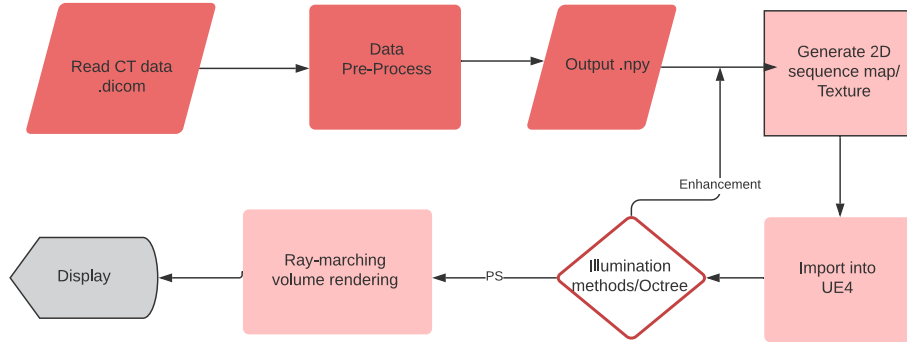 Read CT data
.dicom
Data
Pre-Process
Output .npy
Generate 2D
sequence map/
Texture
Enhancement
Display
Ray-marching
volume rendering
PS
Illumination
methods/Octree
Import into
UE4